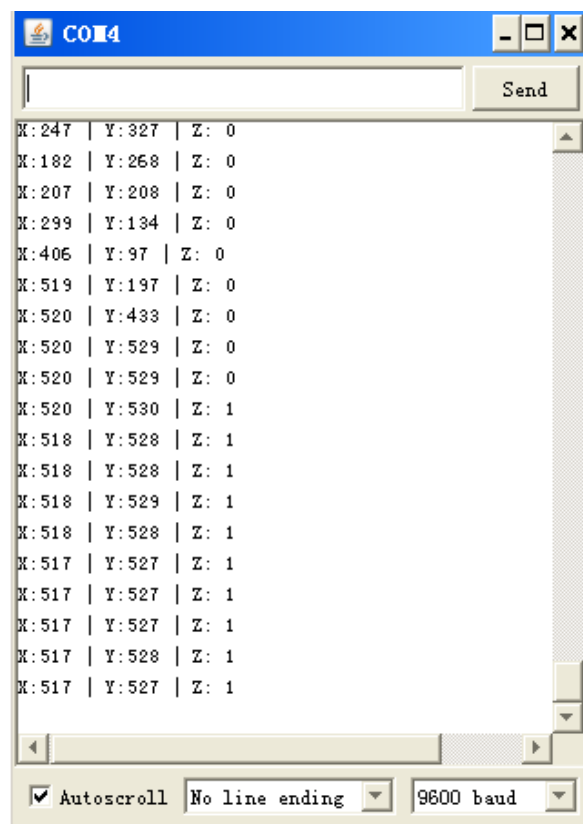 COM4
Send
X:247 | Y:327 | Z: 0
X:182 | Y:268 | Z: 0
X:207 | Y:208 | Z: 0
X:299 | Y:134 | Z: 0
X:406 | Y:97 | Z: 0
X:519 | Y:197 | Z: 0
X:520 | Y:433 | Z: 0
X:520 | Y:529 | Z: 0
X:520 | Y:529 | Z: 0
X:520 | Y:530 | Z: 1
X:518 | Y:528 | Z: 1
X:518 | Y:528 | Z: 1
X:518 | Y:529 | Z: 1
X:518 | Y:528 | Z: 1
X:517 | Y:527 | Z: 1
X:517 | Y:527 | Z: 1
X:517 | Y:527 | Z: 1
X:517 | Y:528 | Z: 1
X:517 | Y:527 | Z: 1
Autoscroll No line ending 9600 baud